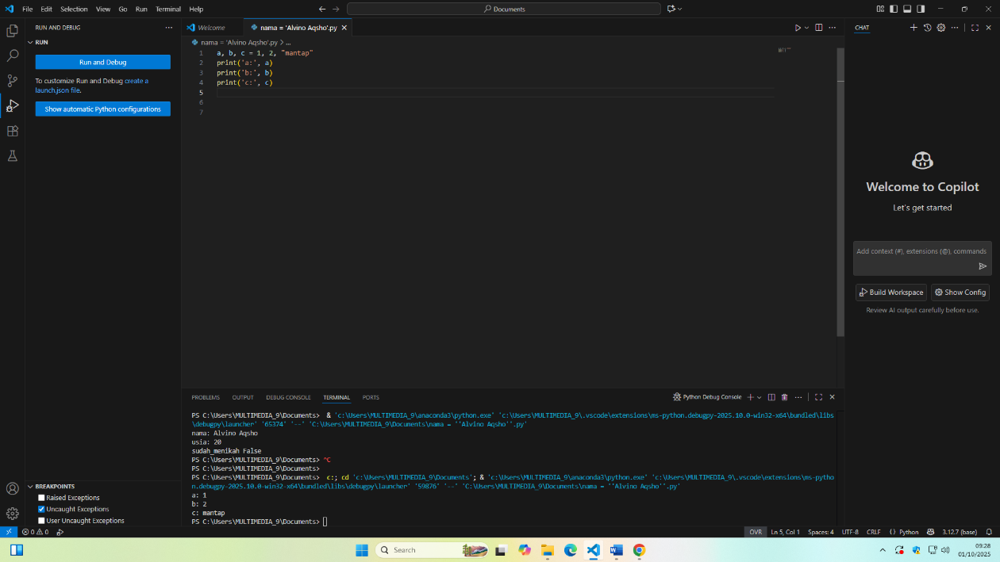 File Edit Selection View Go Run Terminal Help
Documents
RUN AND DEBUG
Welcome
nama = 'Alvino Aqsho'.py
CHAT
RUN
nama = 'Alvino Aqsho'.py > ...
Run and Debug
To customize Run and Debug create a
launch.json file.
Show automatic Python configurations
1 a, b, c = 1, 2, "mantap"
2 print('a:', a)
3 print('b:', b)
4 print('c:', c)
5
6
7
Welcome to Copilot
Let's get started
Add context (#), extensions (@), commands
Build Workspace
Show Config
Review AI output carefully before use.
PROBLEMS OUTPUT DEBUG CONSOLE TERMINAL PORTS
Python Debug Console
PS C:\Users\MULTIMEDIA_9\Documents> & 'c:\Users\MULTIMEDIA_9\anaconda3\python.exe' 'c:\Users\MULTIMEDIA_9\.vscode\extensions\ms-python.debugpy-2025.10.0-win32-x64\bundled\libs
\debugpy\launcher' '65374' '--' 'C:\Users\MULTIMEDIA_9\Documents\nama = ''Alvino Aqsho''.py'
nama: Alvino Aqsho
usia: 20
sudah_menikah False
PS C:\Users\MULTIMEDIA_9\Documents> ^C
PS C:\Users\MULTIMEDIA_9\Documents>
PS C:\Users\MULTIMEDIA_9\Documents> c:; cd 'c:\Users\MULTIMEDIA_9\Documents'; & 'c:\Users\MULTIMEDIA_9\anaconda3\python.exe' 'c:\Users\MULTIMEDIA_9\.vscode\extensions\ms-pytho
n.debugpy-2025.10.0-win32-x64\bundled\libs\debugpy\launcher' '59876' '--' 'C:\Users\MULTIMEDIA_9\Documents\nama = ''Alvino Aqsho''.py'
a: 1
b: 2
c: mantap
PS C:\Users\MULTIMEDIA_9\Documents>
BREAKPOINTS
Raised Exceptions
Uncaught Exceptions
User Uncaught Exceptions
0 0
OVR Ln 5, Col 1 Spaces: 4 UTF-8 CRLF {} Python 3.12.7 (base)
Search
09:28
01/10/2025